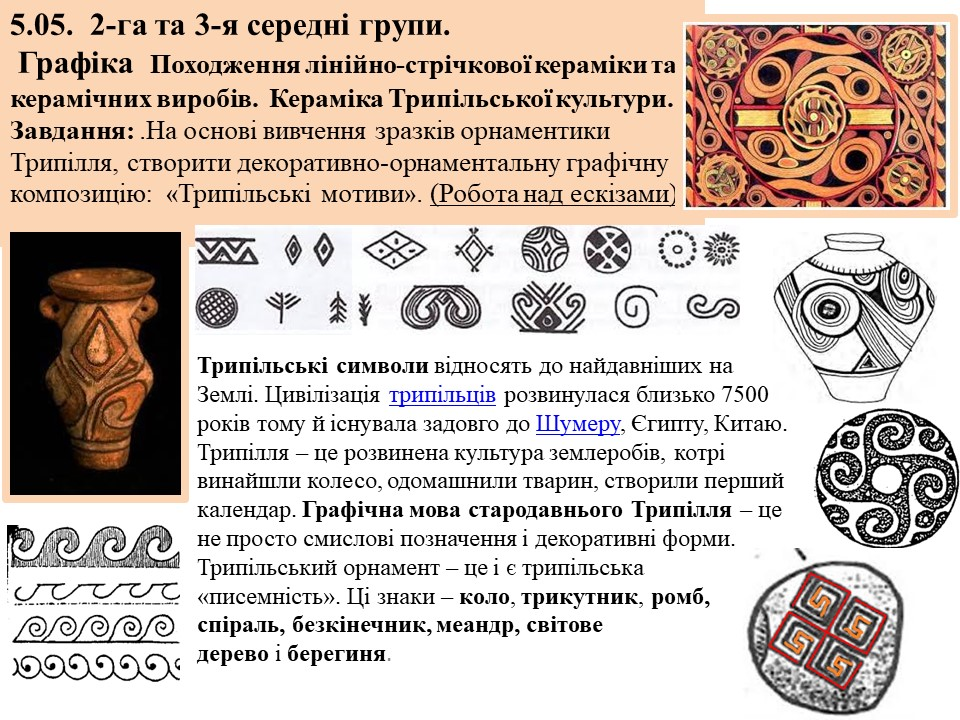 5.05. 2-га та 3-я середні групи.
Графіка Походження лінійно-стрічкової кераміки та
керамічних виробів. Кераміка Трипільської культури.
Завдання: .На основі вивчення зразків орнаментики
Трипілля, створити декоративно-орнаментальну графічну
композицію: «Трипільські мотиви». (Робота над ескізами)
Трипільські символи відносять до найдавніших на
Землі. Цивілізація трипільців розвинулася близько 7500
років тому й існувала задовго до Шумеру, Єгипту, Китаю.
Трипілля – це розвинена культура землеробів, котрі
винайшли колесо, одомашнили тварин, створили перший
календар. Графічна мова стародавнього Трипілля – це
не просто смислові позначення і декоративні форми.
Трипільський орнамент – це і є трипільська
«писемність». Ці знаки – коло, трикутник, ромб,
спіраль, безкінечник, меандр, світове
дерево і берегиня.